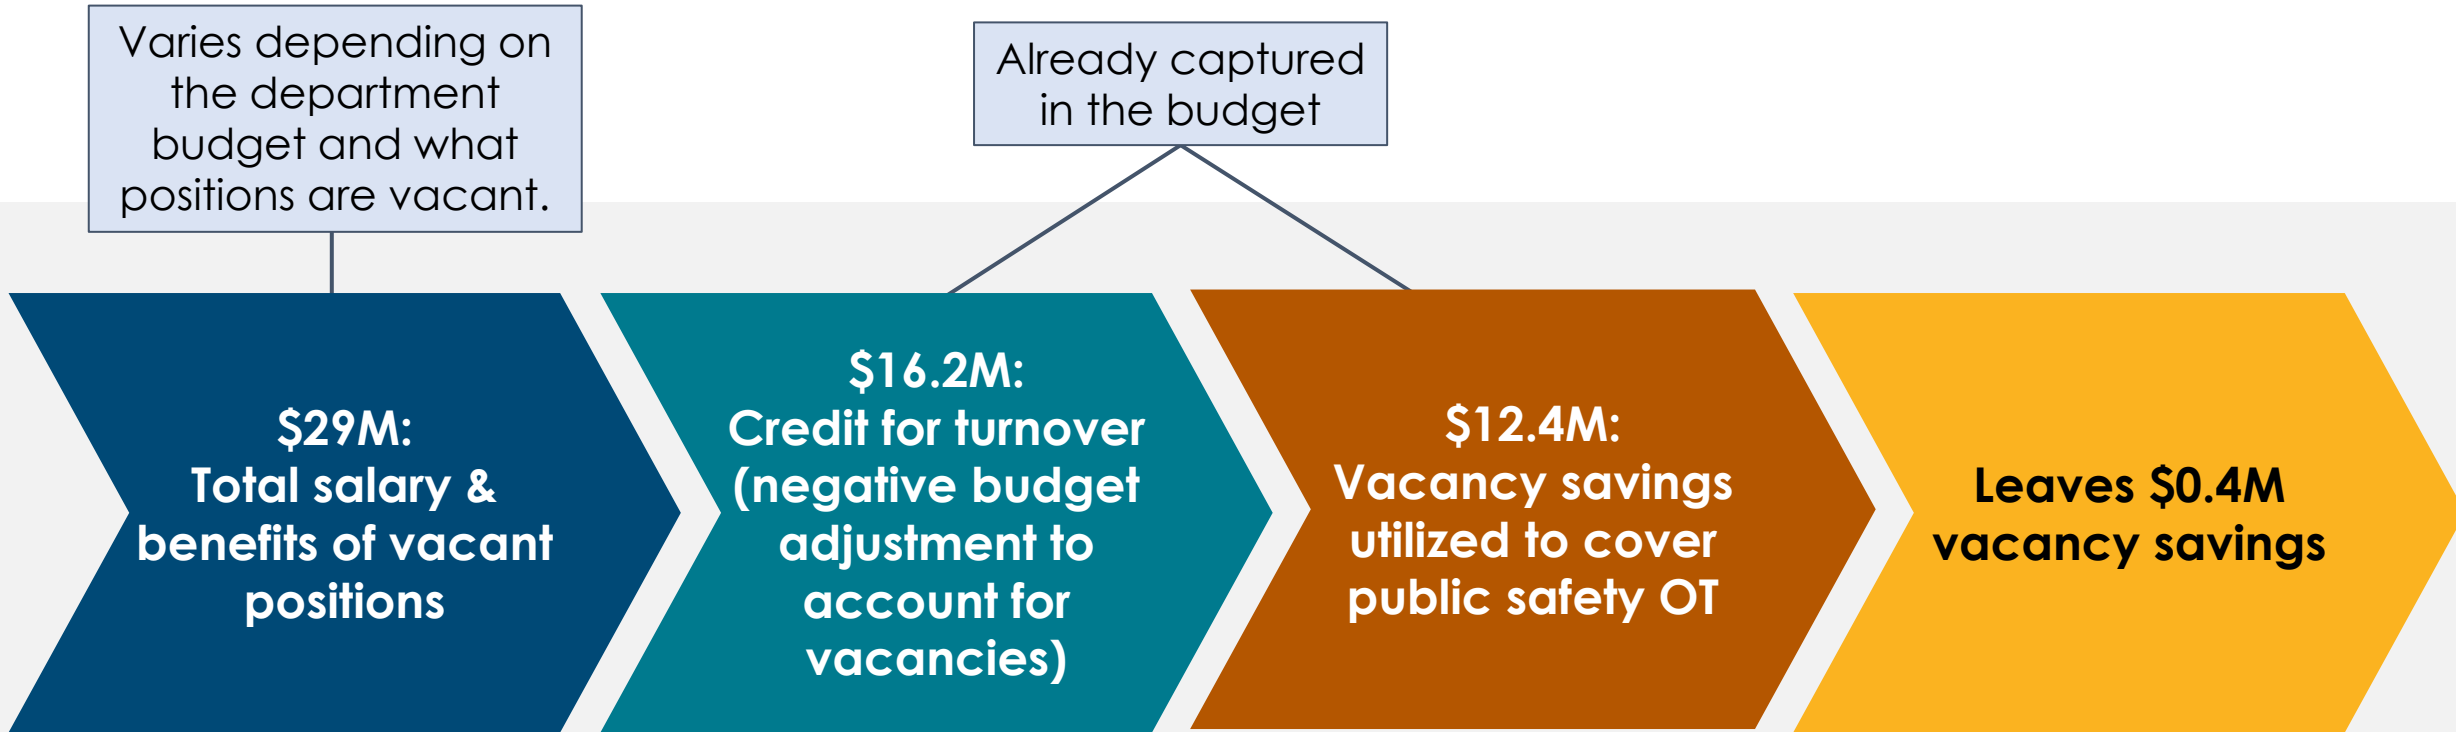 Varies depending on
the department
budget and what
positions are vacant.
Already captured
in the budget
$29M:
Total salary &
benefits of vacant
positions
$16.2M:
Credit for turnover
(negative budget
adjustment to
account for
vacancies)
$12.4M:
Vacancy savings
utilized to cover
public safety OT
Leaves $0.4M
vacancy savings